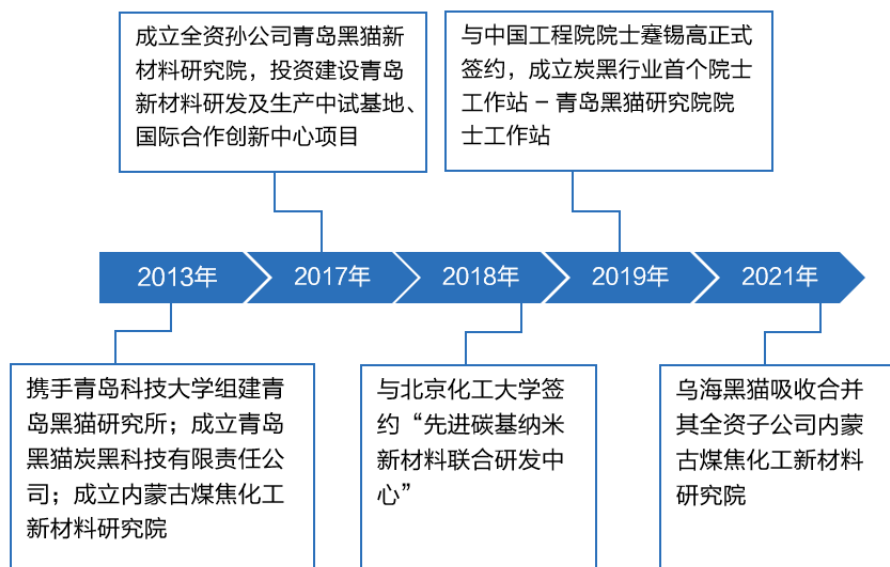 成立全资孙公司青岛黑猫新
材料研究院，投资建设青岛
新材料研发及生产中试基地、
国际合作创新中心项目
与中国工程院院士蹇锡高正式
签约，成立炭黑行业首个院士
工作站 – 青岛黑猫研究院院
士工作站
2013年
2017年
2018年
2019年
2021年
携手青岛科技大学组建青
岛黑猫研究所；成立青岛
黑猫炭黑科技有限责任公
司；成立内蒙古煤焦化工
新材料研究院
与北京化工大学签
约“先进碳基纳米
新材料联合研发中
心”
乌海黑猫吸收合并
其全资子公司内蒙
古煤焦化工新材料
研究院